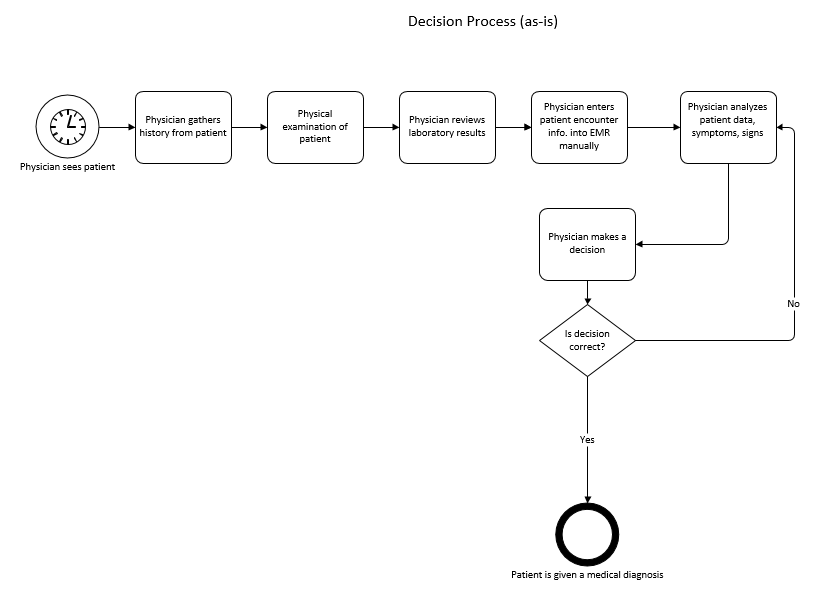 Decision Process (as-is)
Physician sees patient
Physician gathers
history from patient
Physical
examination of
patient
Physician reviews
laboratory results
Physician enters
patient encounter
info. into EMR
manually
Physician analyzes
patient data,
symptoms, signs
Physician makes a
decision
Is decision
correct?
No
Yes
Patient is given a medical diagnosis